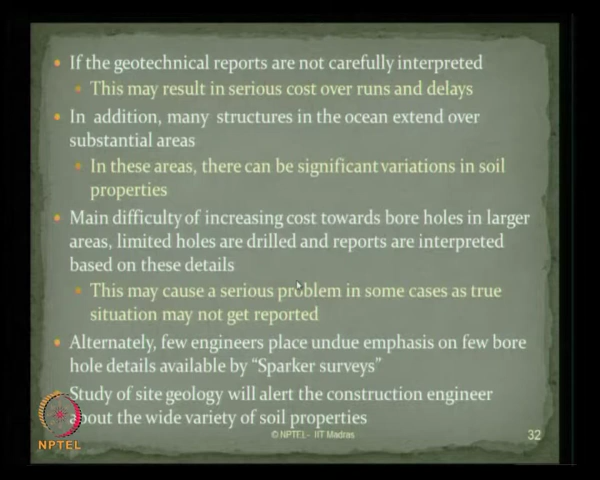 If the geotechnical reports are not carefully interpreted
This may result in serious cost over runs and delays
In addition, many structures in the ocean extend over
substantial areas
In these areas, there can be significant variations in soil
properties
Main difficulty of increasing cost towards bore holes in larger
areas, limited holes are drilled and reports are interpreted
based on these details
This may cause a serious problem in some cases as true
situation may not get reported
Alternately, few engineers place undue emphasis on few bore
hole details available by “Sparker surveys”
Study of site geology will alert the construction engineer
about the wide variety of soil properties
NPTEL
© NPTEL - IIT Madras
32